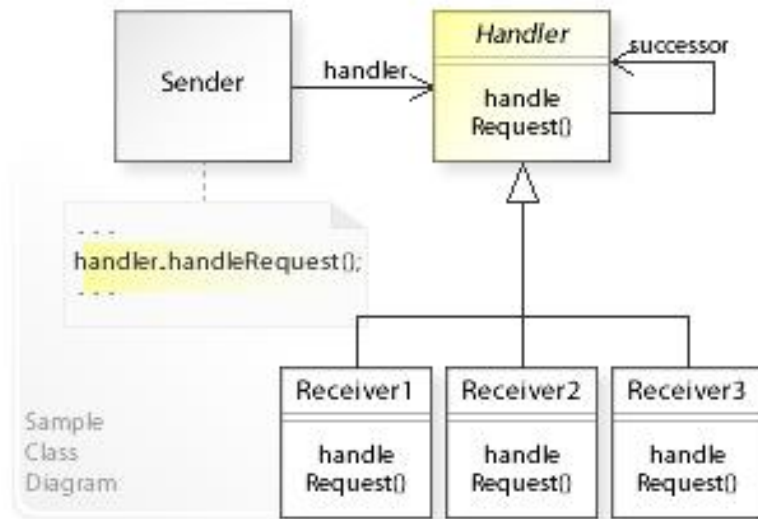 Sender
handler
Handler
successor
handle
Request()
- - -
handler.handleRequest();
- - -
Receiver1
handle
Request()
Receiver2
handle
Request()
Receiver3
handle
Request()
Sample
Class
Diagram